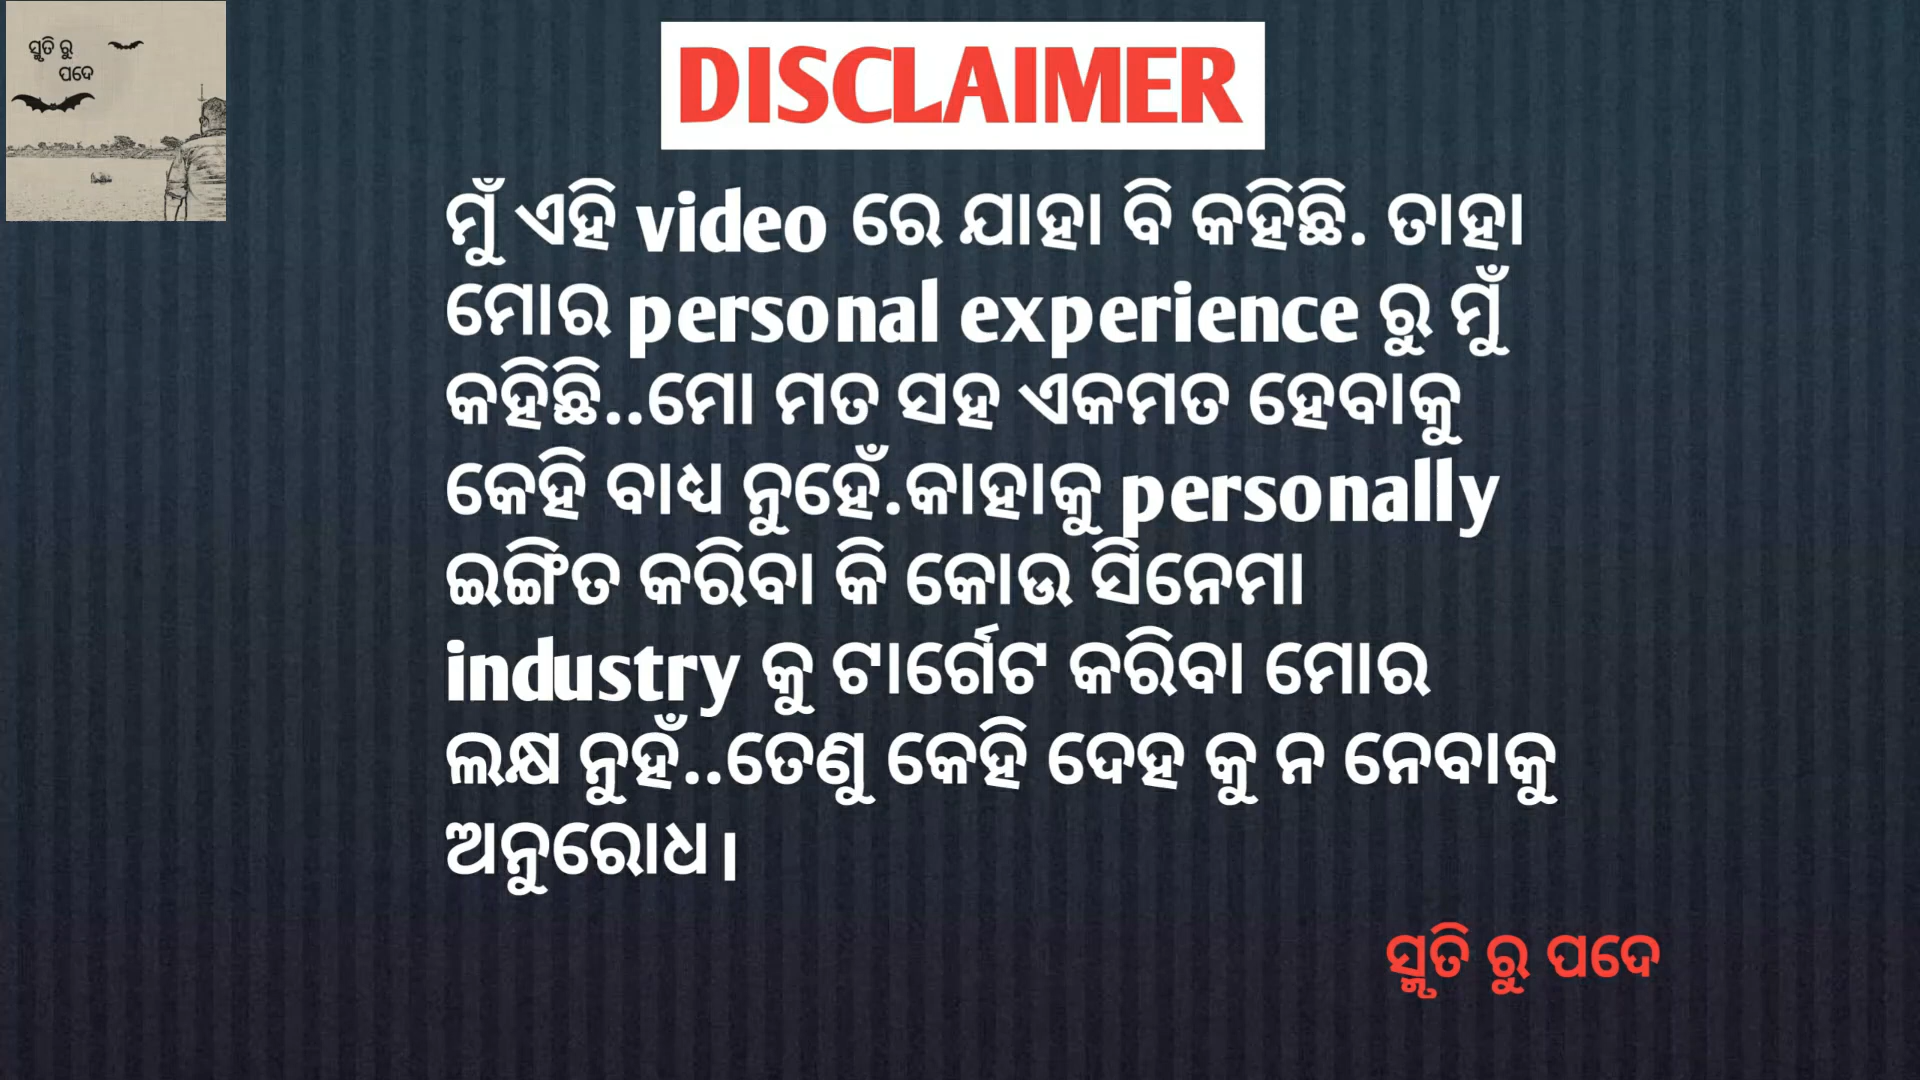 ସ୍ମୃତି ରୁ
ପଦେ
DISCLAIMER
ମୁଁ ଏହି video ରେ ଯାହା ବି କହିଛି. ତାହା
ମୋର personal experience ରୁ ମୁଁ
କହିଛି..ମୋ ମତ ସହ ଏକମତ ହେବାକୁ
କେହି ବାଧ୍ୟ ନୁହେଁ.କାହାକୁ personally
ଇଙ୍ଗିତ କରିବା କି କୋଉ ସିନେମା
industry କୁ ଟାର୍ଗେଟ କରିବା ମୋର
ଲକ୍ଷ ନୁହଁ..ତେଣୁ କେହି ଦେହ କୁ ନ ନେବାକୁ
ଅନୁରୋଧ।
ସ୍ମୃତି ରୁ ପଦେ